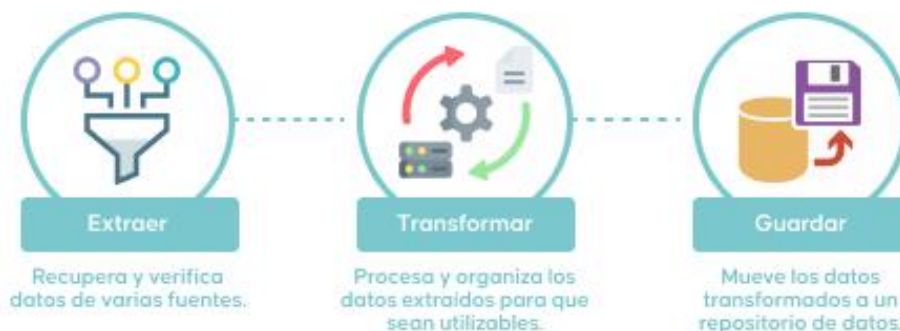 Extraer
Recupera y verifica
datos de varias fuentes.
Transformar
Procesa y organiza los
datos extraidos para que
sean utilizables.
Guardar
Mueve los datos
transformados a un
repositorio de datos.